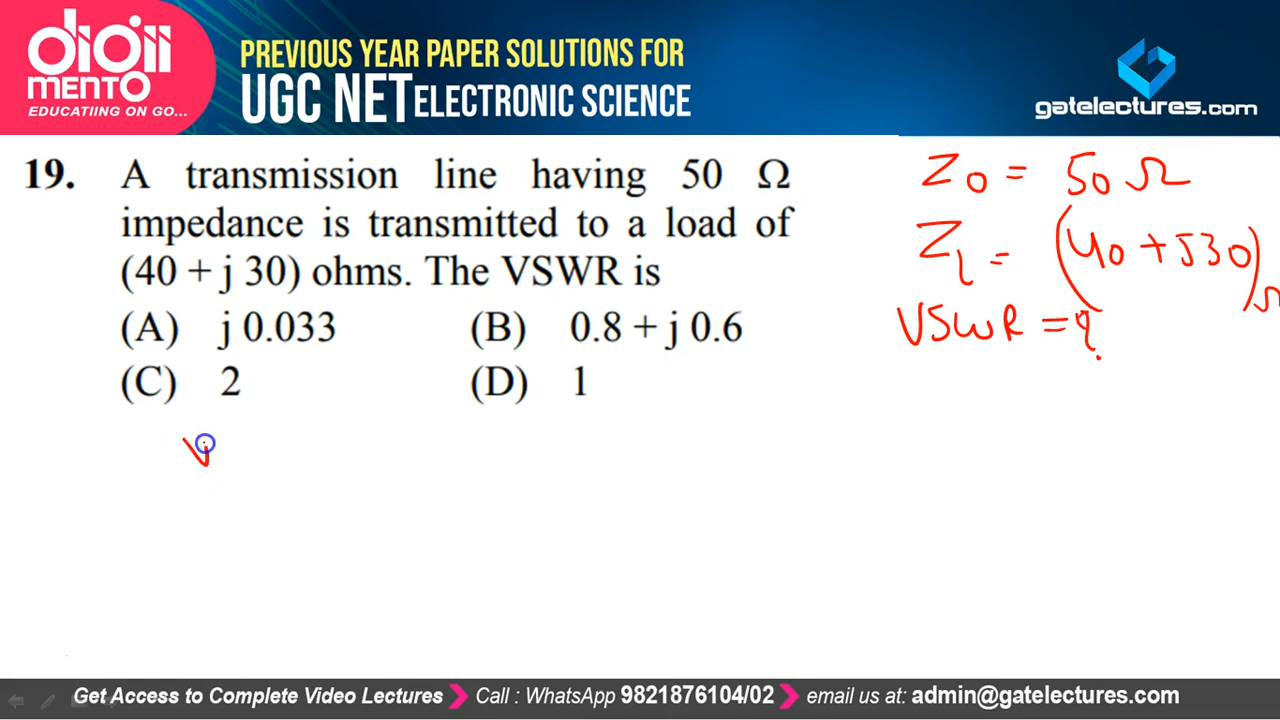 digii
MENTO
EDUCATIING ON GO...
PREVIOUS YEAR PAPER SOLUTIONS FOR
UGC NET ELECTRONIC SCIENCE
gatelectures.com
19. A transmission line having 50 Ω
impedance is transmitted to a load of
(40 + j 30) ohms. The VSWR is
(A) j 0.033 (B) 0.8 + j 0.6
(C) 2 (D) 1
Z0 = 50 Ω
ZL = (40 + j30) Ω
VSWR = ?
V
Get Access to Complete Video Lectures Call : WhatsApp 9821876104/02 email us at: admin@gatelectures.com